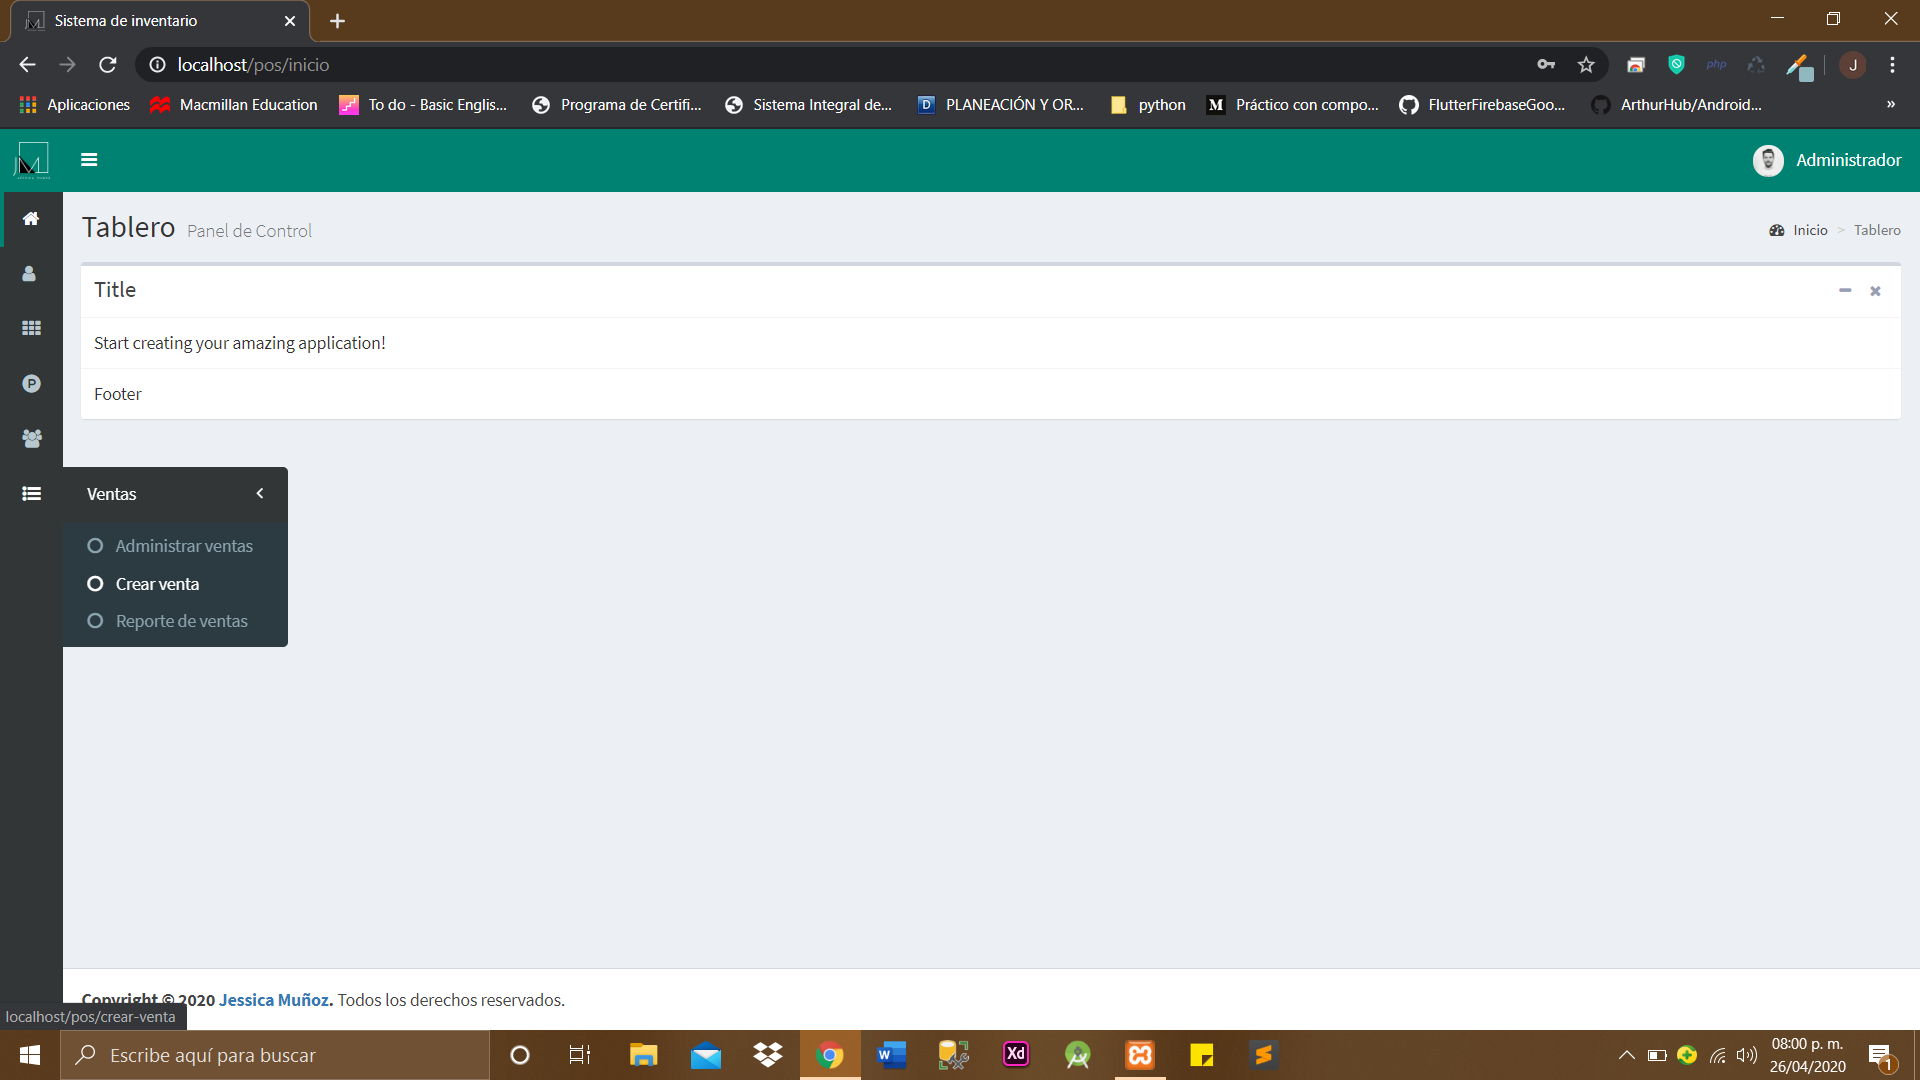 Sistema de inventario
localhost/pos/inicio
php
J
Aplicaciones
Macmillan Education
To do - Basic Englis...
Programa de Certifi...
Sistema Integral de...
D PLANEACIÓN Y OR...
python
M Práctico con compo...
FlutterFirebaseGoo...
ArthurHub/Android...
»
Administrador
Tablero Panel de Control
Inicio > Tablero
Title
Start creating your amazing application!
Footer
P
Ventas
Administrar ventas
Crear venta
Reporte de ventas
Copyright © 2020 Jessica Muñoz. Todos los derechos reservados.
localhost/pos/crear-venta
Escribe aquí para buscar
W
Xd
08:00 p. m.
26/04/2020
1